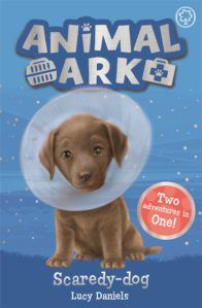 ANiMAL
ARK
Two
adventures in
One!
Scaredy-dog
Lucy Daniels